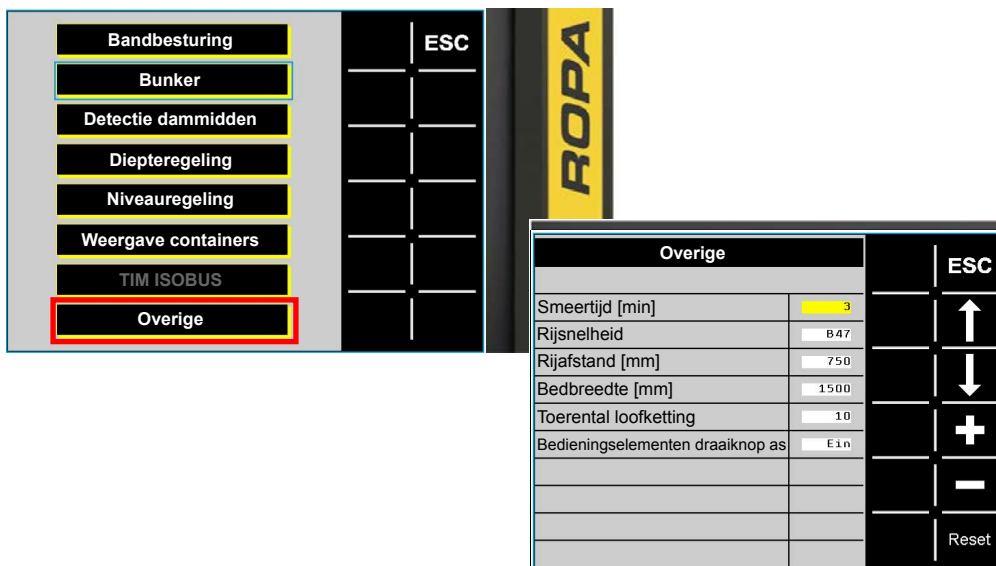 Bandbesturing
ESC
Bunker
Detectie dammidden
Diepteregeling
Niveauregeling
Weergave containers
TIM ISOBUS
Overige
ROPA
Overige
ESC
Smeertijd [min] 3
Rijsnelheid B47
Rijafstand [mm] 750
Bedbreedte [mm] 1500
Toerental loofketting 10
Bedieningselementen draaiknop as Ein
Reset